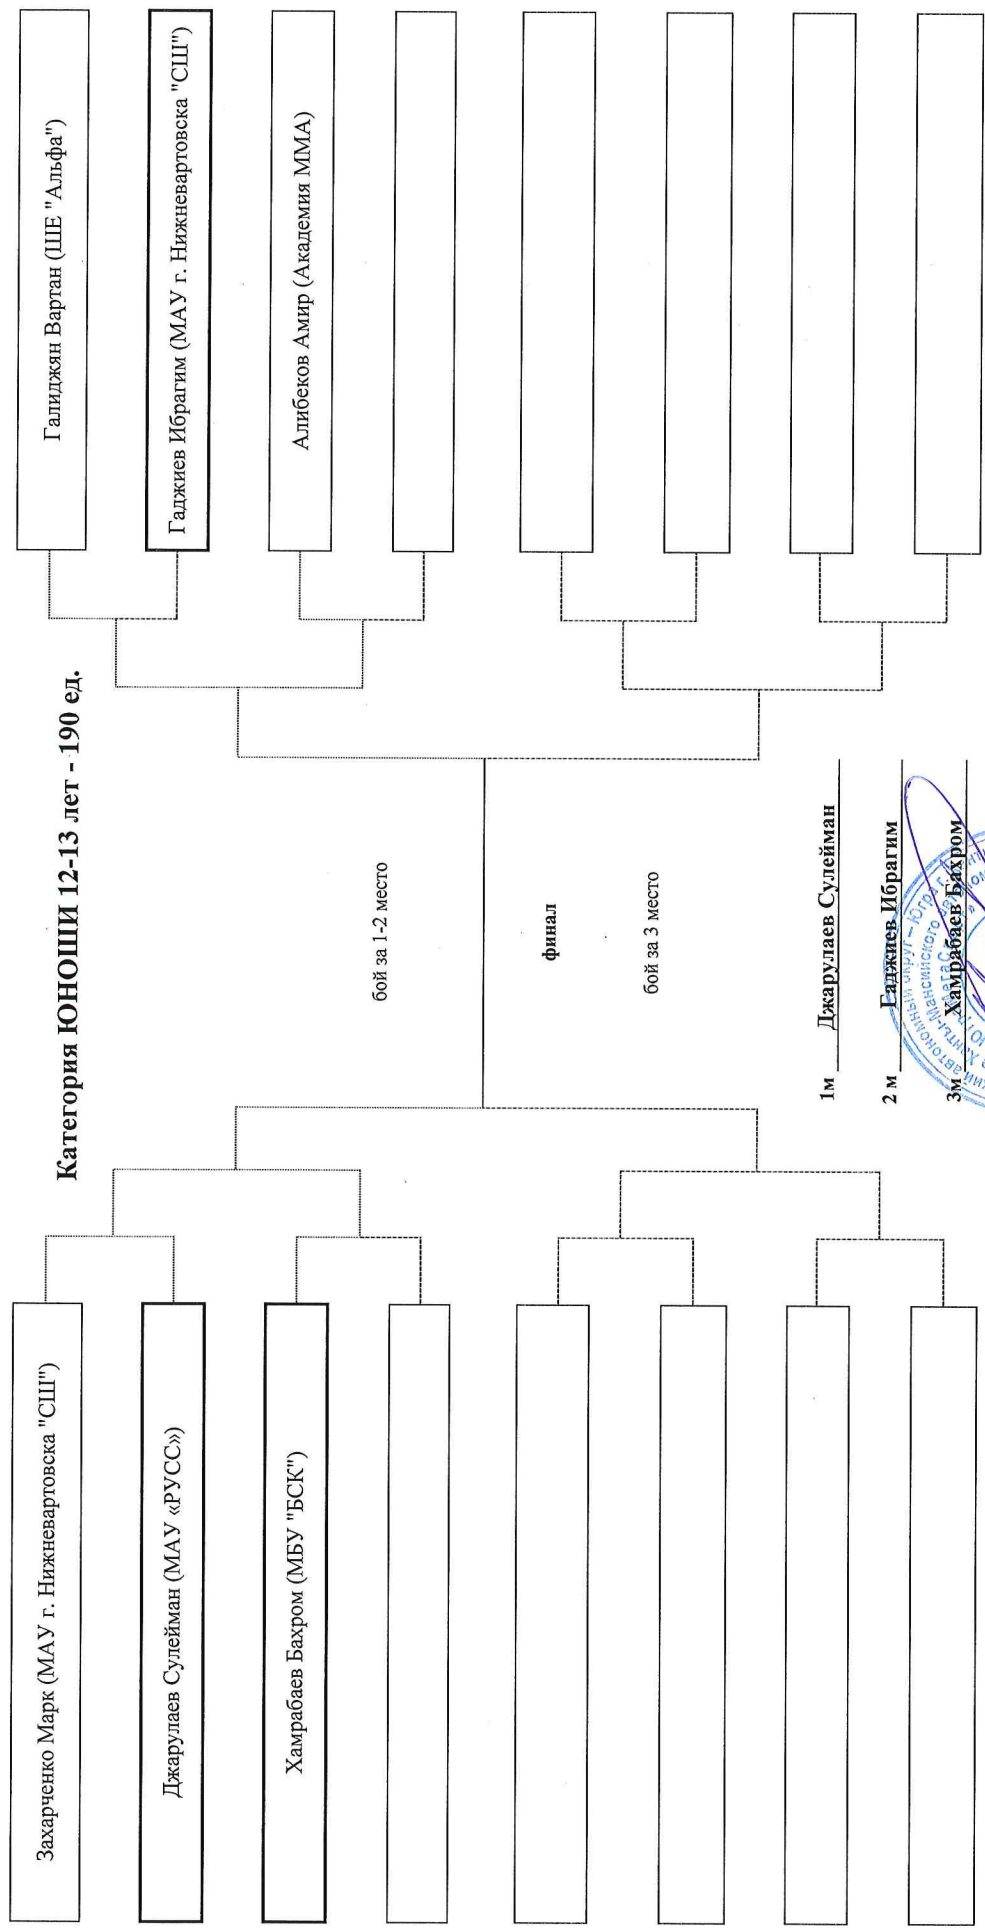 Категория ЮНОШИ 12-13 лет - 190 ед.
Захарченко Марк (МАУ г. Нижневартовска "СШ")
Джарулаев Сулейман (МАУ «РУСС»)
Хамрабаев Бахром (МБУ "БСК")
Галиджян Вартан (ШЕ "Альфа")
Гаджиев Ибрагим (МАУ г. Нижневартовска "СШ")
Алибеков Амир (Академия ММА)
бой за 1-2 место
финал
бой за 3 место
1м Джарулаев Сулейман
2 м Гаджиев Ибрагим
3м Хамрабаев Бахром